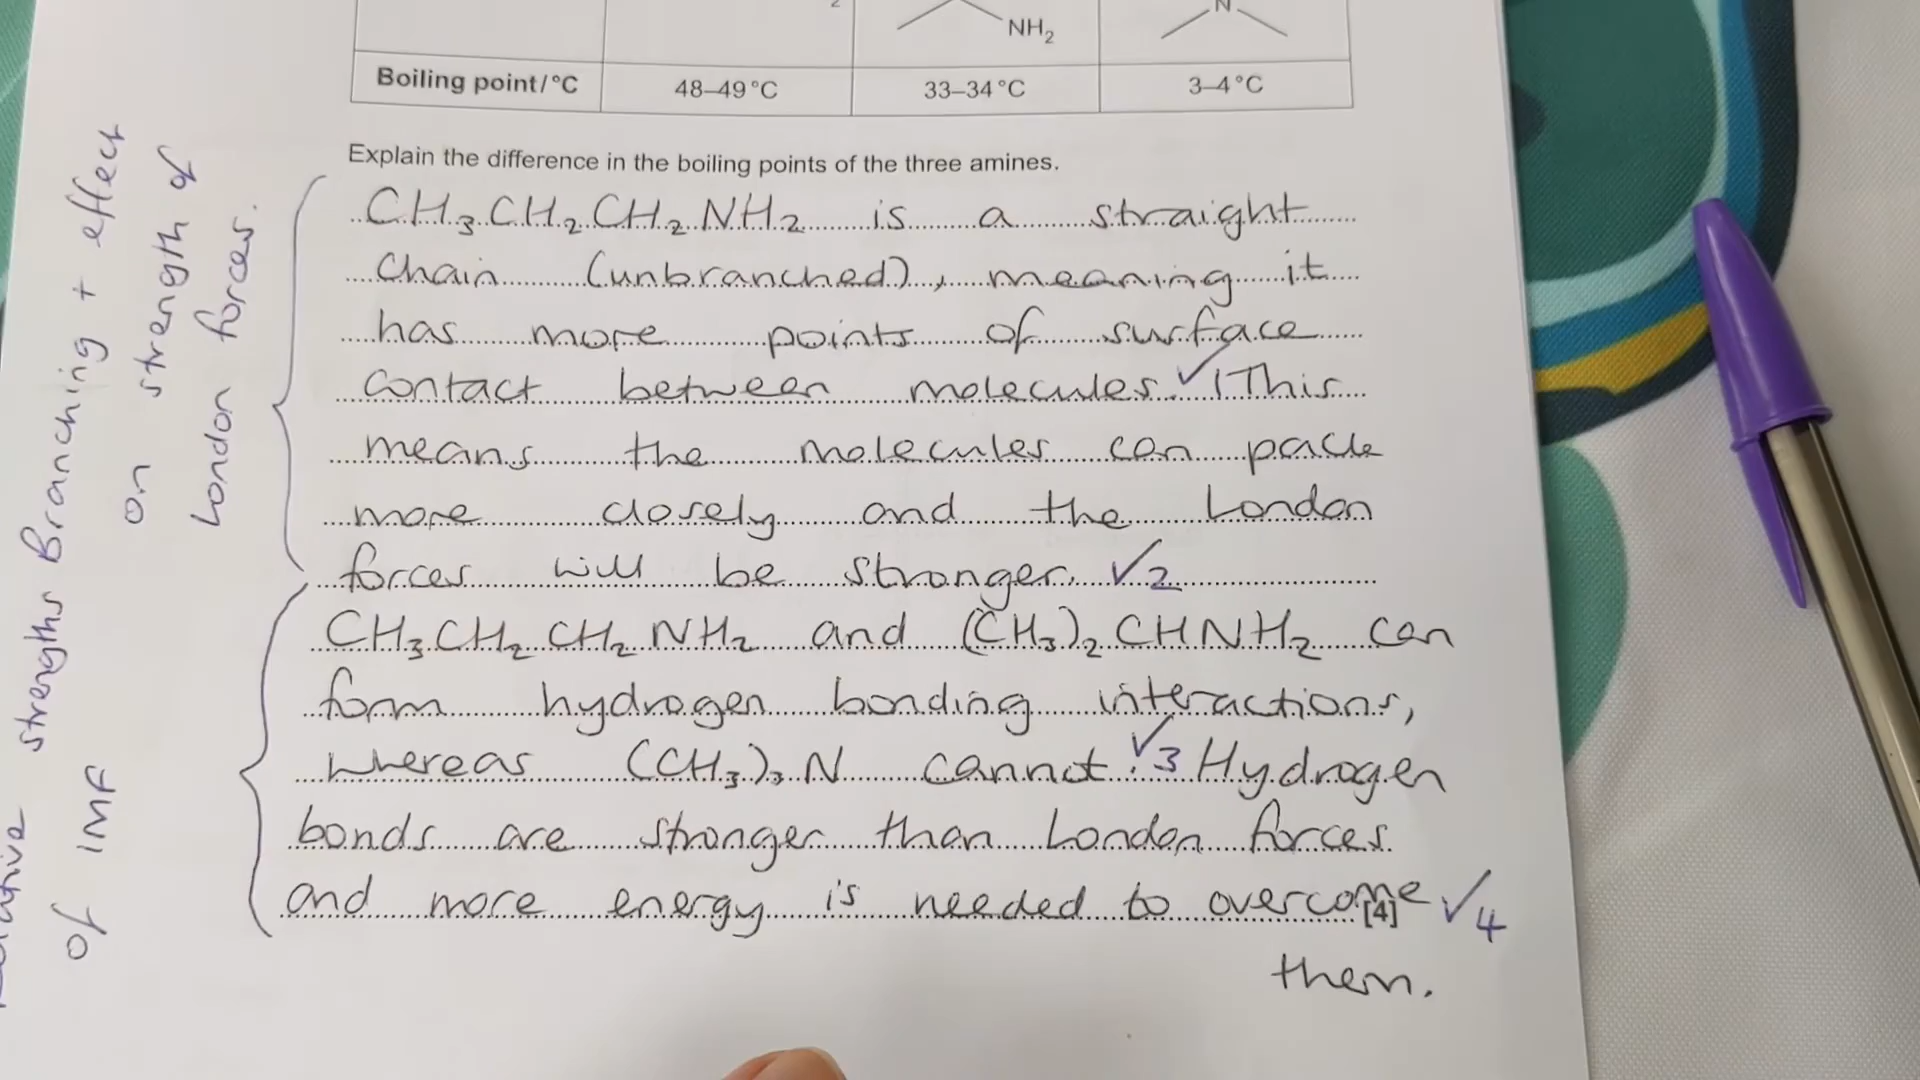 2
NH2
N
Boiling point/°C 48–49°C 33–34°C 3–4°C
Explain the difference in the boiling points of the three amines.
CH3CH2CH2NH2 is a straight
chain (unbranched), meaning it
has more points of surface
contact between molecules. ✓1 This
means the molecules can pack
more closely and the London
forces will be stronger. ✓2
CH3CH2CH2NH2 and (CH3)2CHNH2 can
form hydrogen bonding interactions,
whereas (CH3)3N cannot. ✓3 Hydrogen
bonds are stronger than London forces
and more energy is needed to overcome ✓4
[4]
them.
Branching + effect
on strength of
London forces.
strengths
of IMF